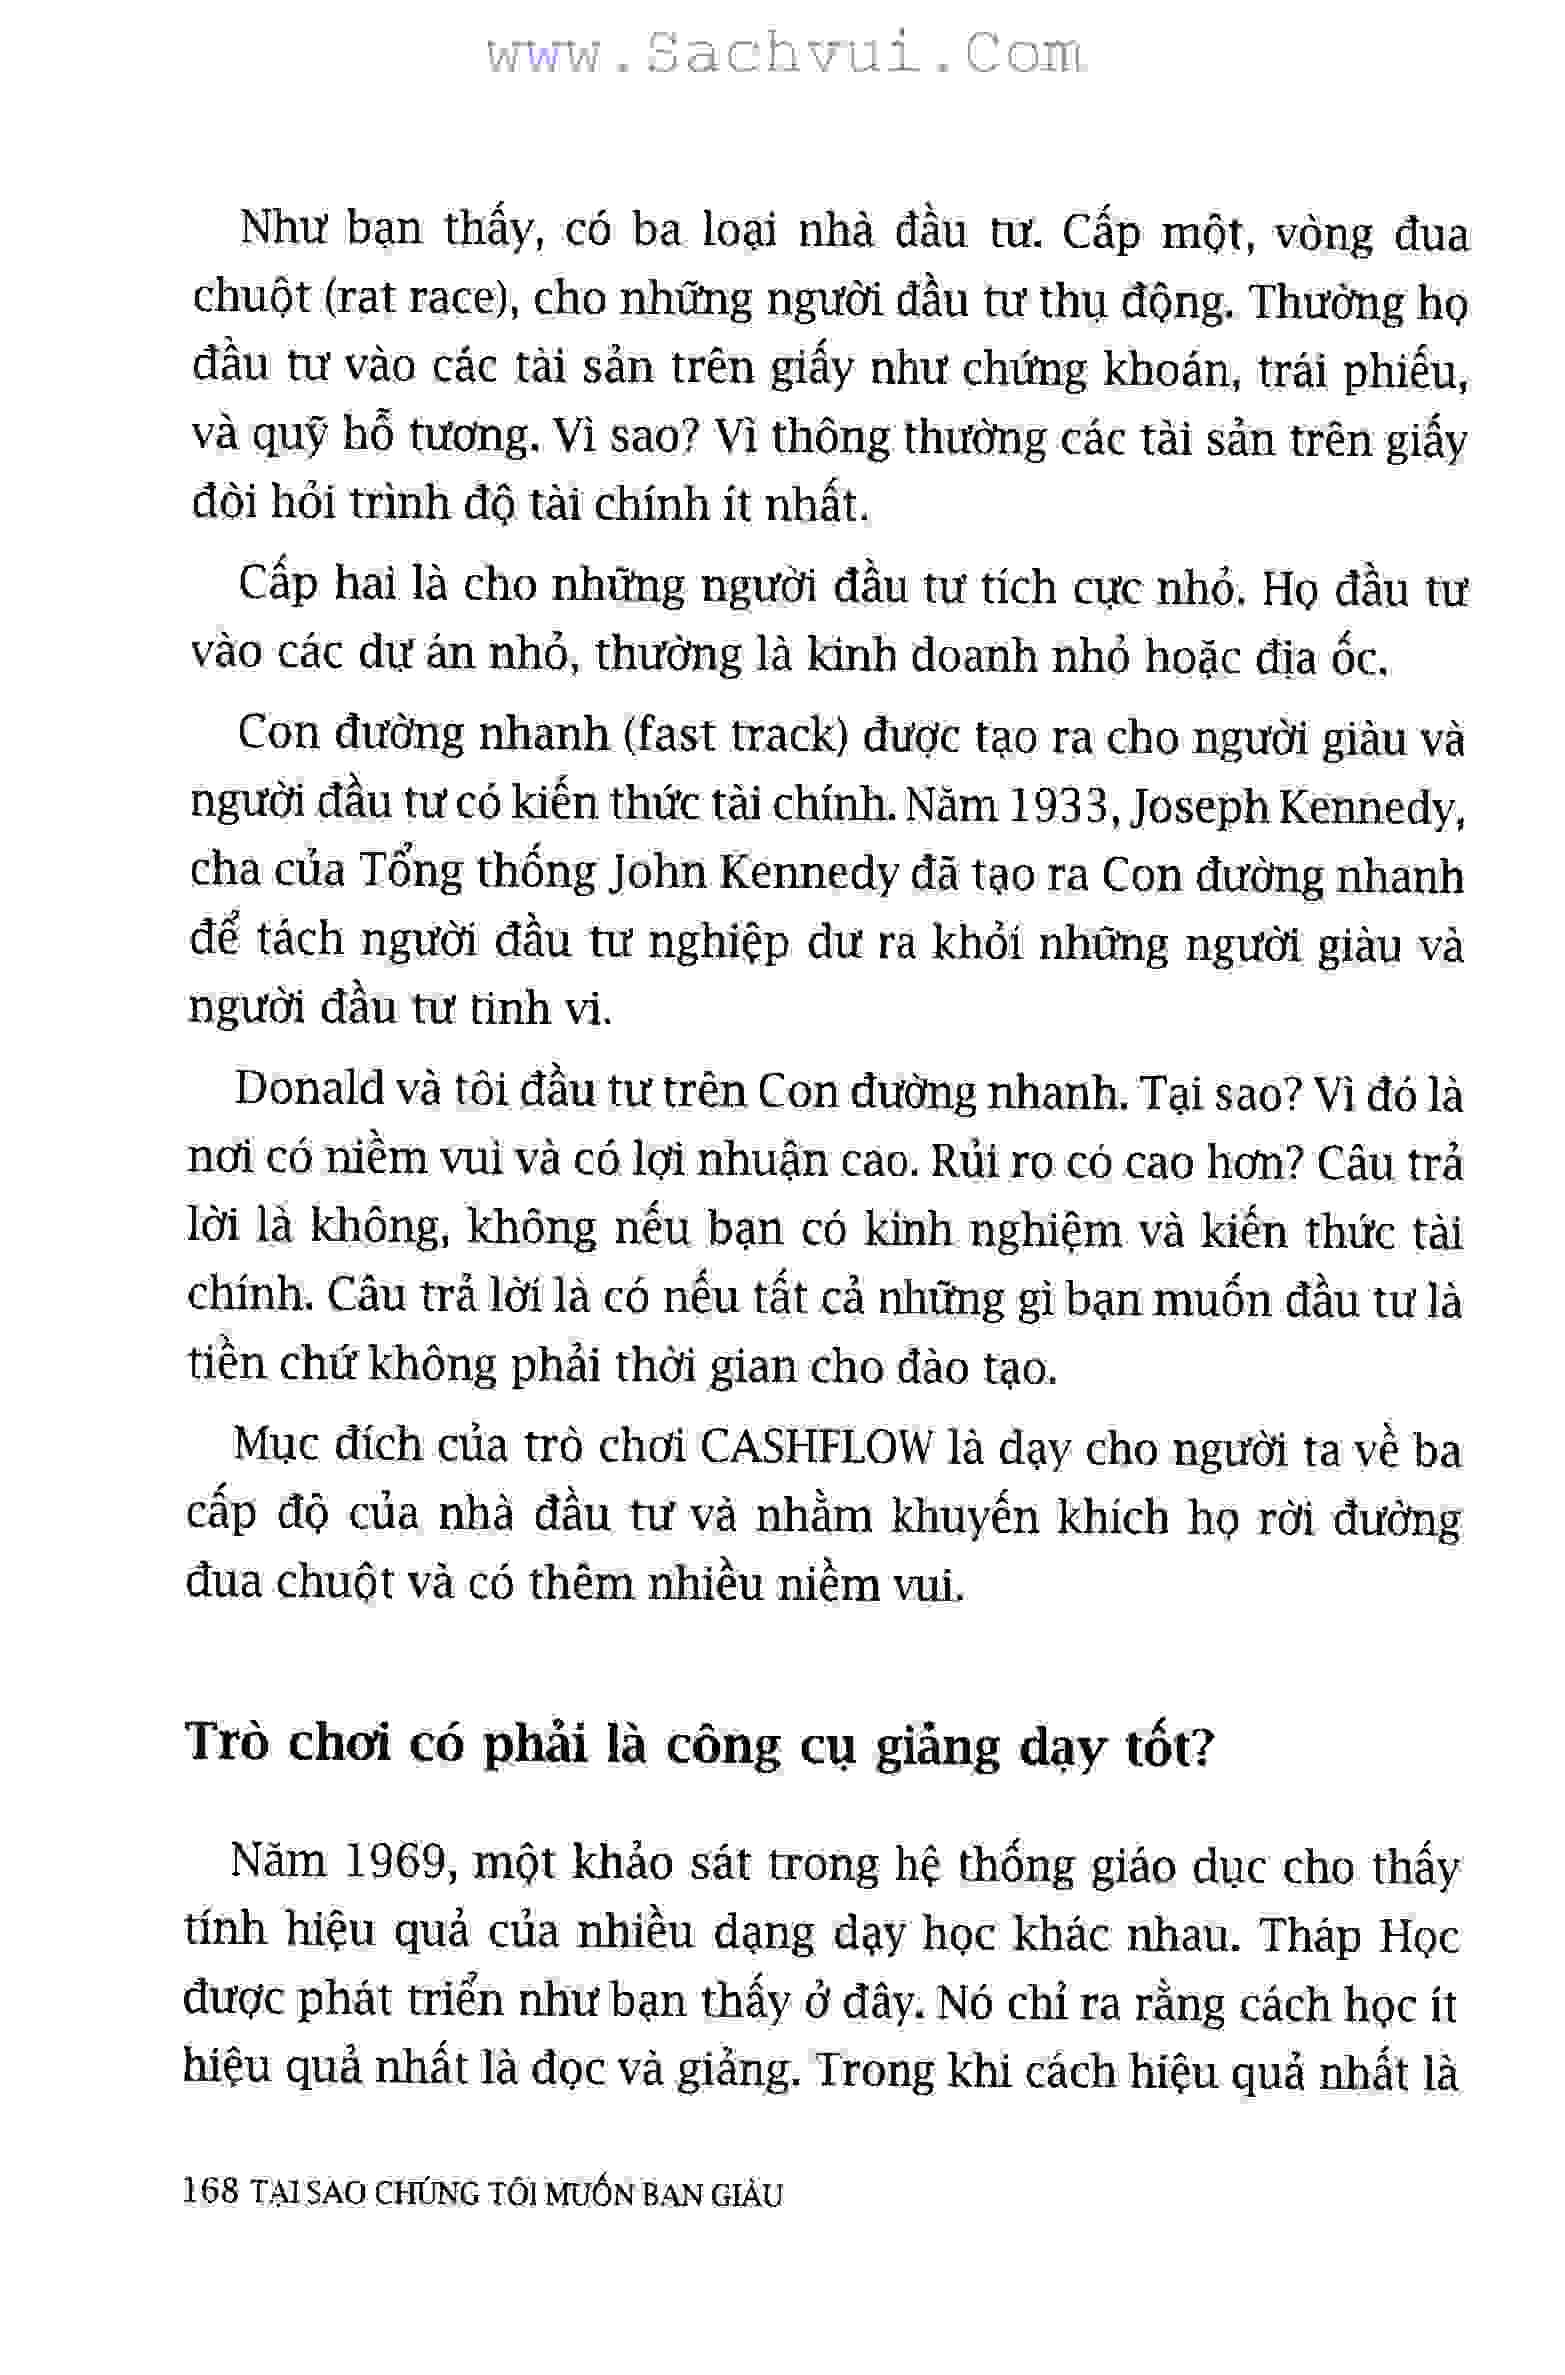 www.Sachvui.Com
Như bạn thấy, có ba loại nhà đầu tư. Cấp một, vòng đua
chuột (rat race), cho những người đầu tư thụ động. Thường họ
đầu tư vào các tài sản trên giấy như chứng khoán, trái phiếu,
và quỹ hỗ tương. Vì sao? Vì thông thường các tài sản trên giấy
đòi hỏi trình độ tài chính ít nhất.
Cấp hai là cho những người đầu tư tích cực nhỏ. Họ đầu tư
vào các dự án nhỏ, thường là kinh doanh nhỏ hoặc địa ốc.
Con đường nhanh (fast track) được tạo ra cho người giàu và
người đầu tư có kiến thức tài chính. Năm 1933, Joseph Kennedy,
cha của Tổng thống John Kennedy đã tạo ra Con đường nhanh
để tách người đầu tư nghiệp dư ra khỏi những người giàu và
người đầu tư tinh vi.
Donald và tôi đầu tư trên Con đường nhanh. Tại sao? Vì đó là
nơi có niềm vui và có lợi nhuận cao. Rủi ro có cao hơn? Câu trả
lời là không, không nếu bạn có kinh nghiệm và kiến thức tài
chính. Câu trả lời là có nếu tất cả những gì bạn muốn đầu tư là
tiền chứ không phải thời gian cho đào tạo.
Mục đích của trò chơi CASHFLOW là dạy cho người ta về ba
cấp độ của nhà đầu tư và nhằm khuyến khích họ rời đường
đua chuột và có thêm nhiều niềm vui.
Trò chơi có phải là công cụ giảng dạy tốt?
Năm 1969, một khảo sát trong hệ thống giáo dục cho thấy
tính hiệu quả của nhiều dạng dạy học khác nhau. Tháp Học
được phát triển như bạn thấy ở đây. Nó chỉ ra rằng cách học ít
hiệu quả nhất là đọc và giảng. Trong khi cách hiệu quả nhất là
168 TẠI SAO CHÚNG TÔI MUỐN BẠN GIÀU